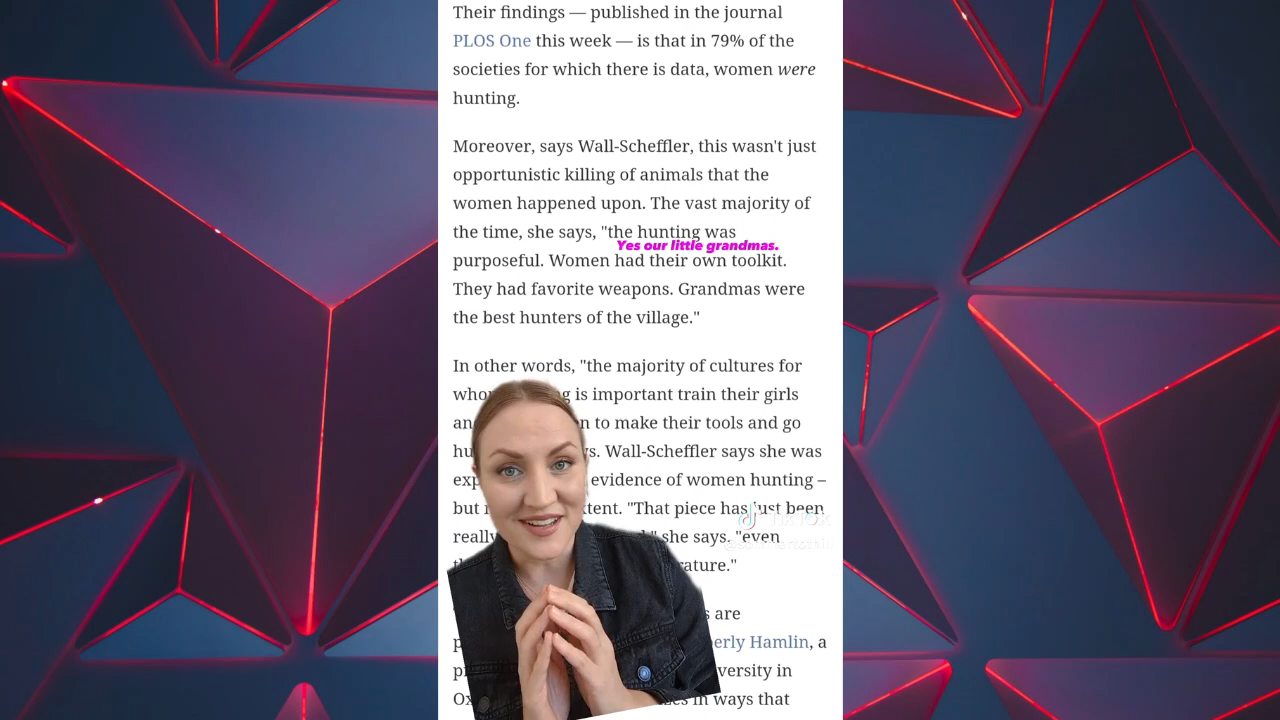 Their findings — published in the journal
PLOS One this week — is that in 79% of the
societies for which there is data, women were
hunting.
Moreover, says Wall-Scheffler, this wasn't just
opportunistic killing of animals that the
women happened upon. The vast majority of
the time, she says, "the hunting was
Yes our little grandmas.
purposeful. Women had their own toolkit.
They had favorite weapons. Grandmas were
the best hunters of the village."
In other words, "the majority of cultures for
is important train their girls
to make their tools and go
Wall-Scheffler says she was
evidence of women hunting –
but "That piece has just been
really she says. "even
TikTok
are
Hamlin, a
in
in ways that